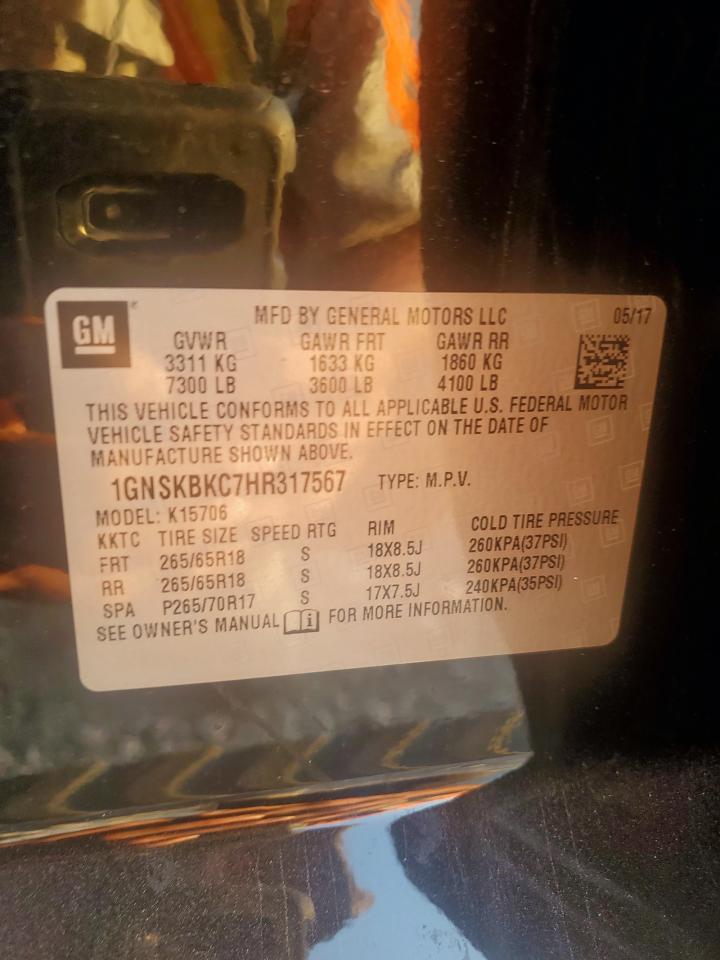 GM
MFD BY GENERAL MOTORS LLC 05/17
GVWR GAWR FRT GAWR RR
3311 KG 1633 KG 1860 KG
7300 LB 3600 LB 4100 LB
THIS VEHICLE CONFORMS TO ALL APPLICABLE U.S. FEDERAL MOTOR
VEHICLE SAFETY STANDARDS IN EFFECT ON THE DATE OF
MANUFACTURE SHOWN ABOVE.
1GNSKBKC7HR317567 TYPE: M.P.V.
MODEL: K15706
KKTC TIRE SIZE SPEED RTG RIM COLD TIRE PRESSURE
FRT 265/65R18 S 18X8.5J 260KPA(37PSI)
RR 265/65R18 S 18X8.5J 260KPA(37PSI)
SPA P265/70R17 S 17X7.5J 240KPA(35PSI)
SEE OWNER'S MANUAL i FOR MORE INFORMATION.